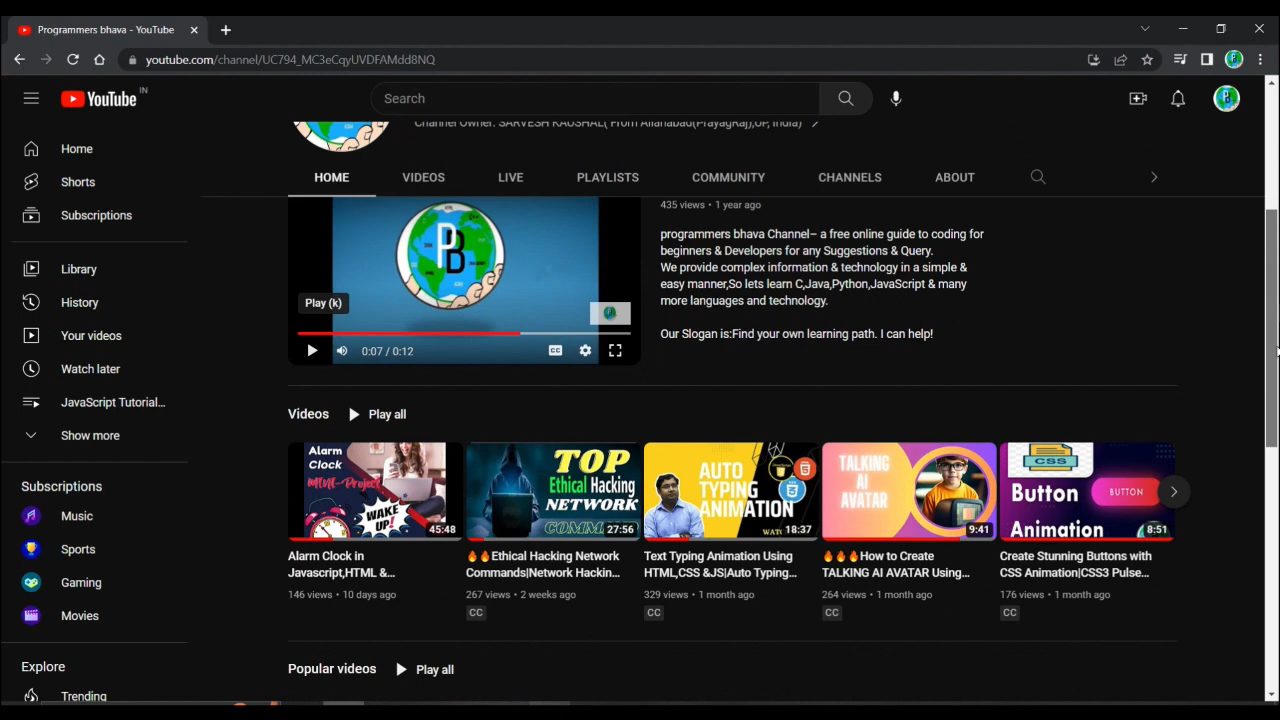 Programmers bhava - YouTube
youtube.com/channel/UC794_MC3eCqyUVDFAMdd8NQ
YouTube IN
Search
Channel Owner: SARVESH KAUSHAL( From Allahabad(PrayagRaj),UP, India)
Home
Shorts
Subscriptions
Library
History
Your videos
Watch later
JavaScript Tutorial...
Show more
Subscriptions
Music
Sports
Gaming
Movies
Explore
Trending
HOME
VIDEOS
LIVE
PLAYLISTS
COMMUNITY
CHANNELS
ABOUT
PB
Play (k)
0:07 / 0:12
CC
435 views • 1 year ago
programmers bhava Channel– a free online guide to coding for
beginners & Developers for any Suggestions & Query.
We provide complex information & technology in a simple &
easy manner,So lets learn C,Java,Python,JavaScript & many
more languages and technology.
Our Slogan is:Find your own learning path. I can help!
Videos
Play all
Alarm
Clock
MINI-Project
WAKE
UP!
45:48
Alarm Clock in
Javascript,HTML &...
146 views • 10 days ago
TOP
Ethical Hacking
NETWORK
27:56
🔥🔥Ethical Hacking Network
Commands|Network Hackin...
267 views • 2 weeks ago
CC
AUTO
TYPING
ANIMATION
18:37
Text Typing Animation Using
HTML,CSS &JS|Auto Typing...
329 views • 1 month ago
CC
TALKING
AI
AVATAR
9:41
🔥🔥🔥How to Create
TALKING AI AVATAR Using...
264 views • 1 month ago
CC
CSS
Button
BUTTON
Animation
8:51
Create Stunning Buttons with
CSS Animation|CSS3 Pulse...
176 views • 1 month ago
CC
Popular videos
Play all